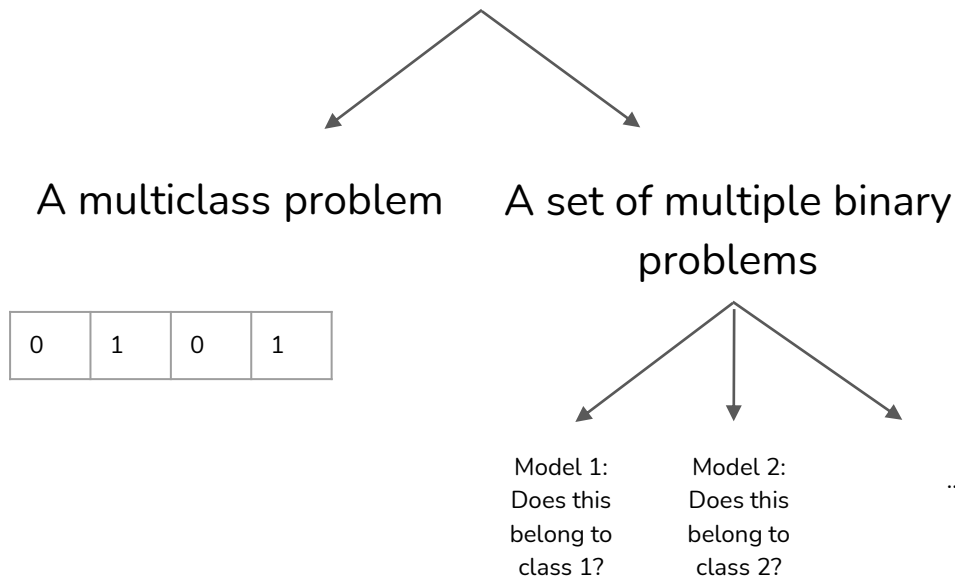 A multiclass problem
A set of multiple binary
problems
0 1 0 1
Model 1:
Does this
belong to
class 1?
Model 2:
Does this
belong to
class 2?
..